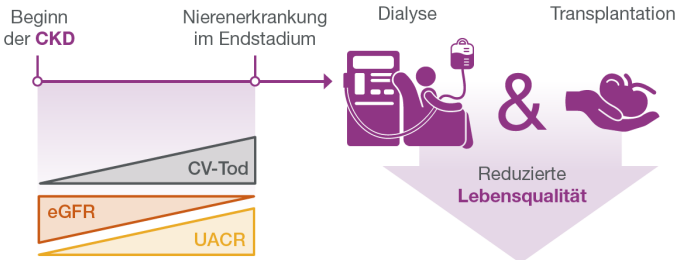 Beginn
der CKD
Nierenerkrankung
im Endstadium
Dialyse
Transplantation
&
CV-Tod
eGFR
UACR
Reduzierte
Lebensqualität